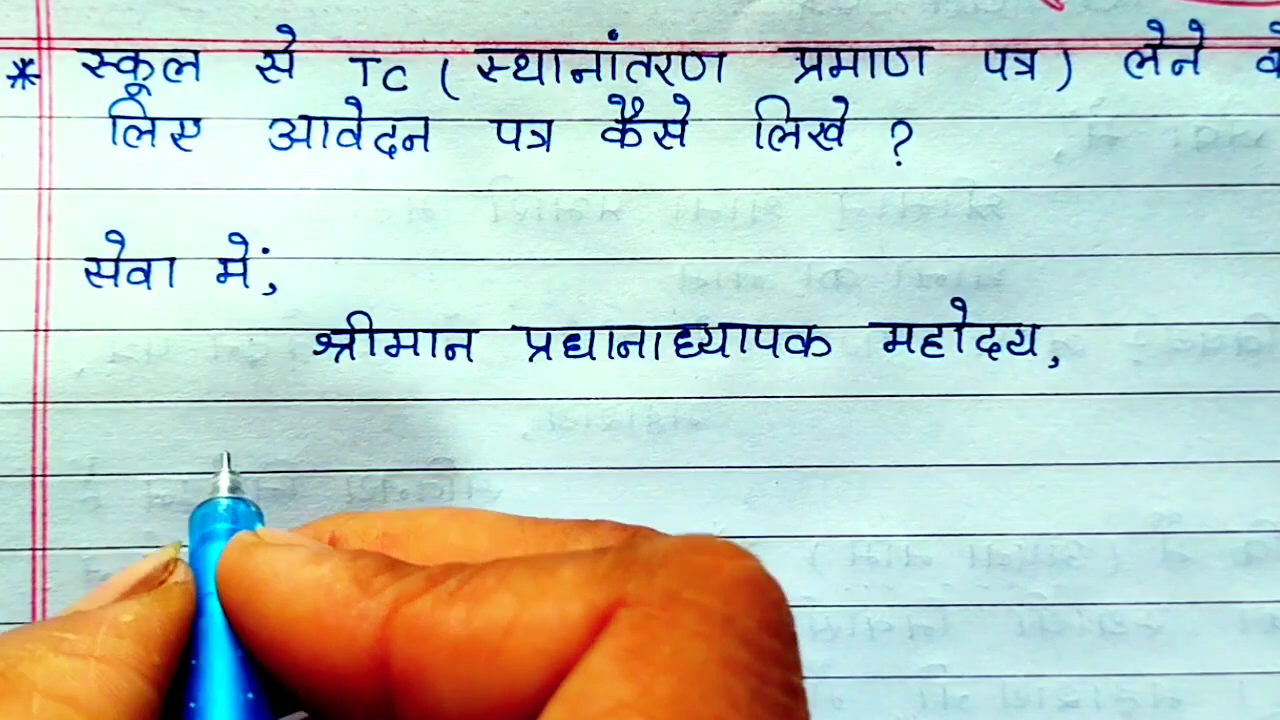 * स्कूल से TC ( स्थानांतरण प्रमाण पत्र ) लेने के
लिए आवेदन पत्र कैसे लिखे ?
सेवा में,
श्रीमान प्रधानाध्यापक महोदय,